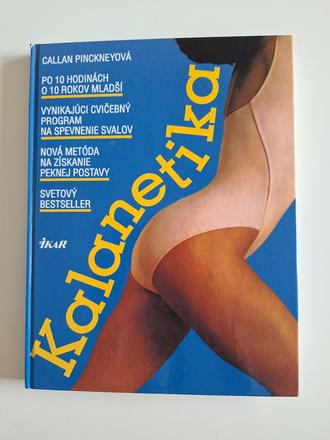 CALLAN PINCKNEYOVÁ
PO 10 HODINÁCH
O 10 ROKOV MLADŠÍ
VYNIKAJÚCI CVIČEBNÝ
PROGRAM
NA SPEVNENIE SVALOV
NOVÁ METÓDA
NA ZÍSKANIE
PEKNEJ POSTAVY
SVETOVÝ
BESTSELLER
IKAR
Kalanetika